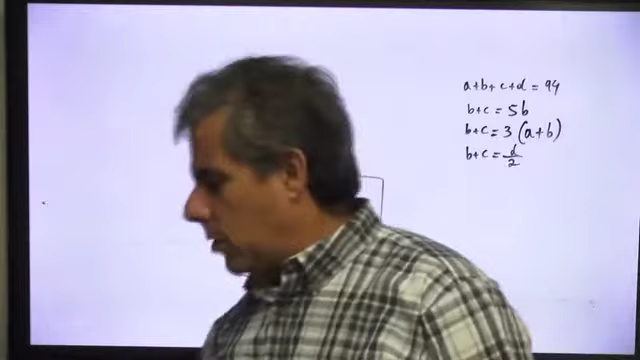 a+b+c+d = 94
b+c = 5b
b+c = 3 (a+b)
b+c = d/2